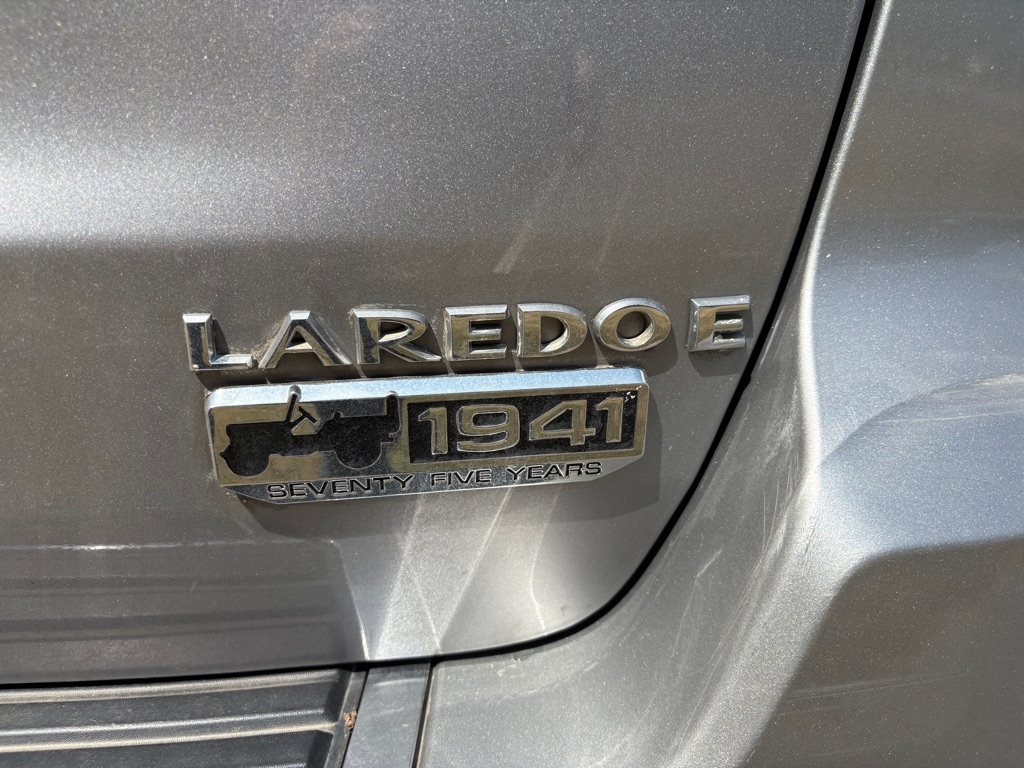 LAREDO E
1941
SEVENTY FIVE YEARS